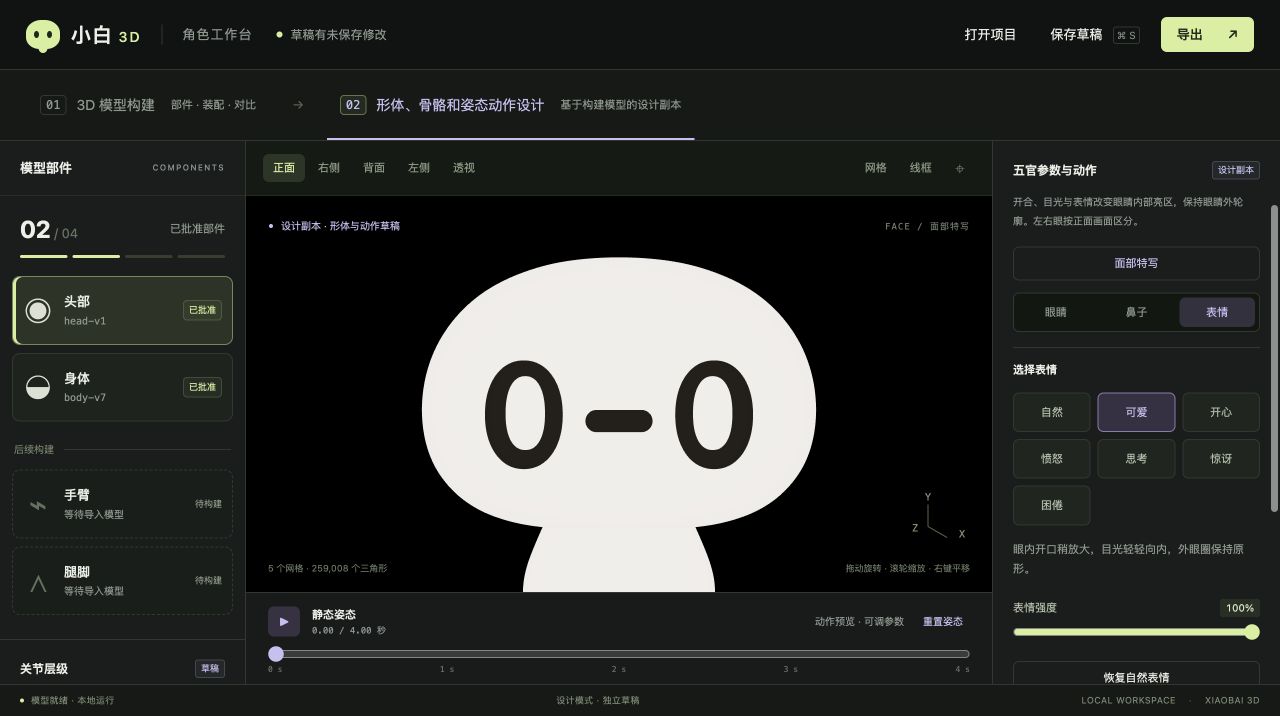 小白 3D
角色工作台
草稿有未保存修改
打开项目
保存草稿 ⌘ S
导出
01 3D 模型构建 部件 · 装配 · 对比
02 形体、骨骼和姿态动作设计 基于构建模型的设计副本
模型部件 COMPONENTS
02 / 04 已批准部件
头部
head-v1
已批准
身体
body-v7
已批准
后续构建
手臂
等待导入模型
待构建
腿脚
等待导入模型
待构建
关节层级 草稿
正面 右侧 背面 左侧 透视
网格 线框
设计副本 · 形体与动作草稿
FACE / 面部特写
Y
Z
X
5 个网格 · 259,008 个三角形
拖动旋转 · 滚轮缩放 · 右键平移
静态姿态
0.00 / 4.00 秒
动作预览 · 可调参数 重置姿态
0 s 1 s 2 s 3 s 4 s
五官参数与动作 设计副本
开合、目光与表情改变眼睛内部亮区，保持眼睛外轮
廓。左右眼按正面画面区分。
面部特写
眼睛 鼻子 表情
选择表情
自然 可爱 开心
愤怒 思考 惊讶
困倦
眼内开口稍放大，目光轻轻向内，外眼圈保持原
形。
表情强度 100%
恢复自然表情
模型就绪 · 本地运行
设计模式 · 独立草稿
LOCAL WORKSPACE · XIAOBAI 3D